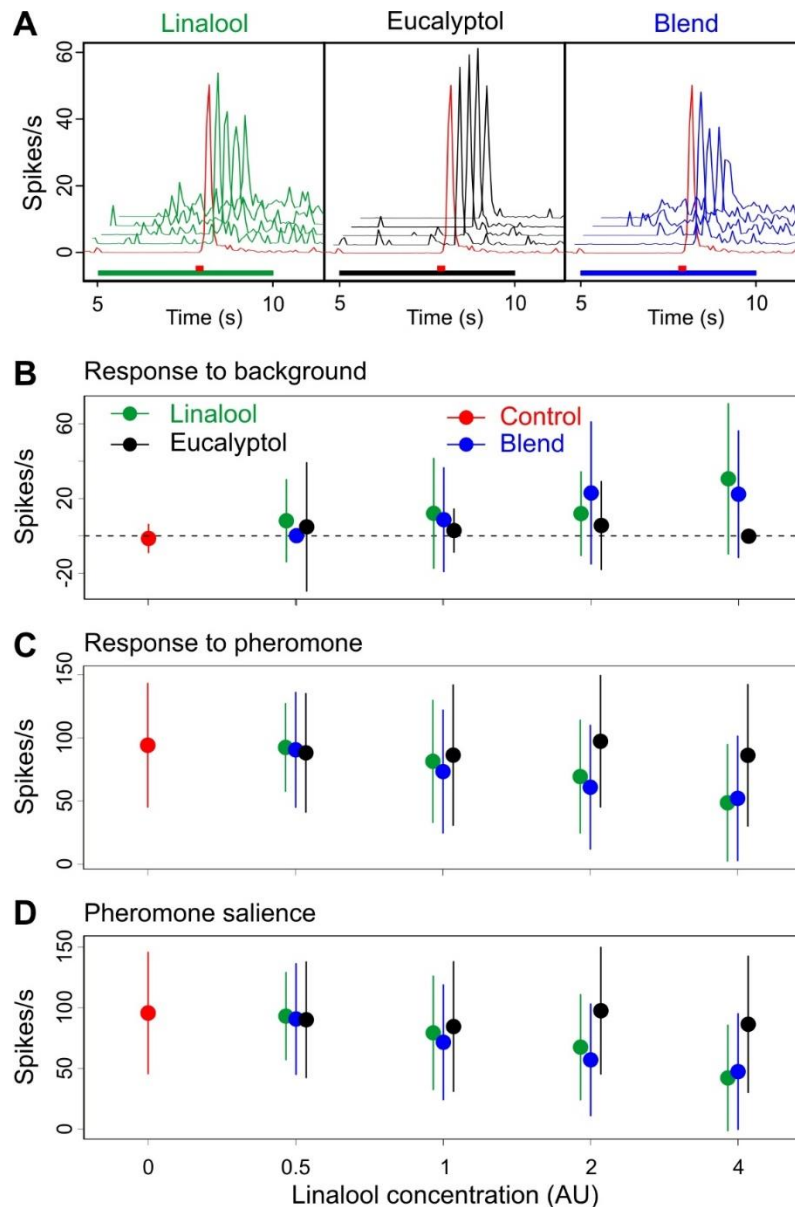 A
Linalool Eucalyptol Blend
Spikes/s
60
40
20
0
5 10 5 10 5 10
Time (s) Time (s) Time (s)
B Response to background
Linalool Control
Eucalyptol Blend
Spikes/s
60
20
-20
C Response to pheromone
Spikes/s
150
100
50
0
D Pheromone salience
Spikes/s
150
100
50
0
0 0.5 1 2 4
Linalool concentration (AU)